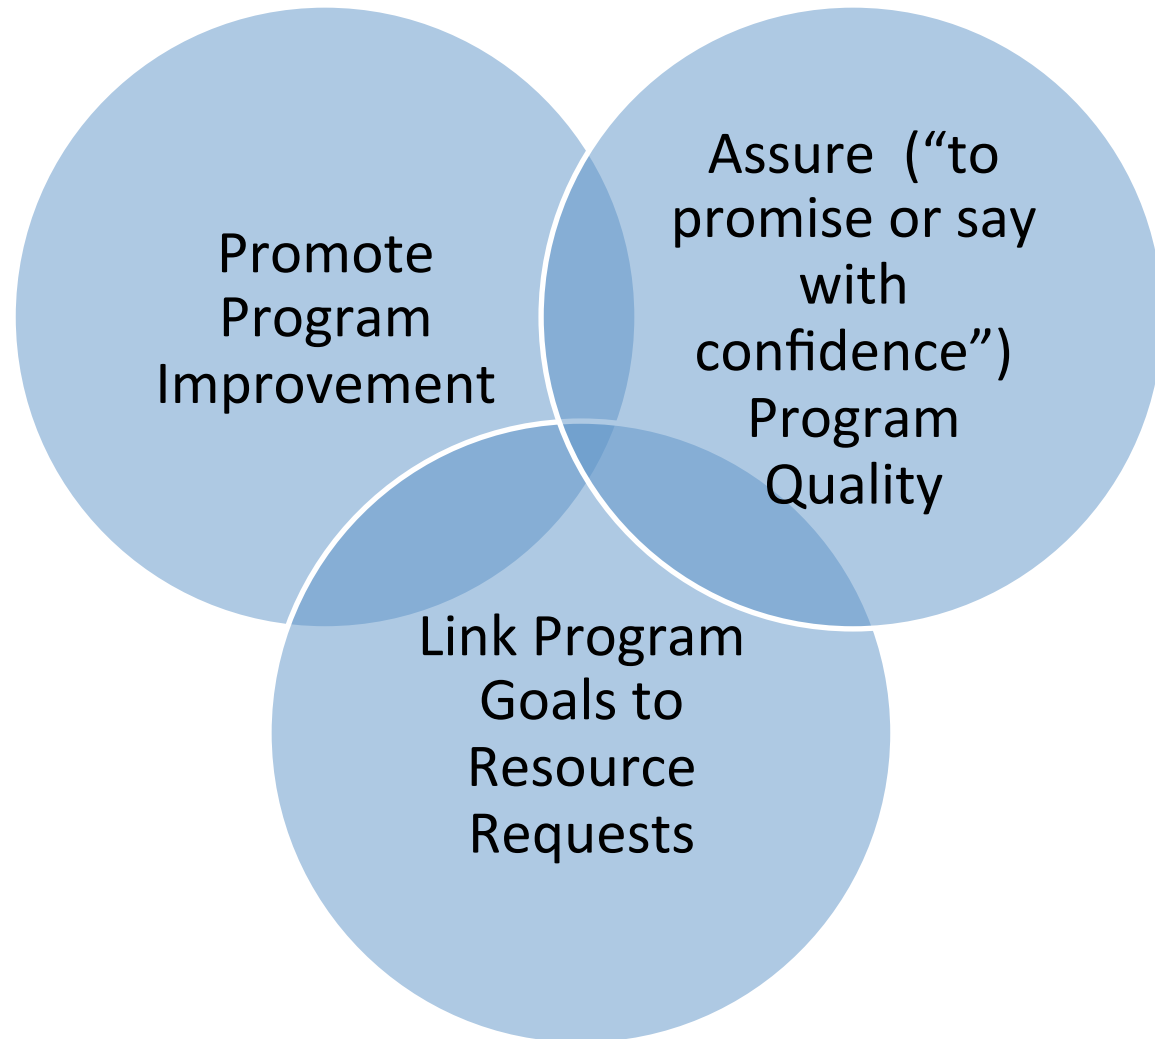 Promote
Program
Improvement
Assure  (“to
promise or say
with
confidence”)
Program
Quality
Link Program
Goals to
Resource
Requests